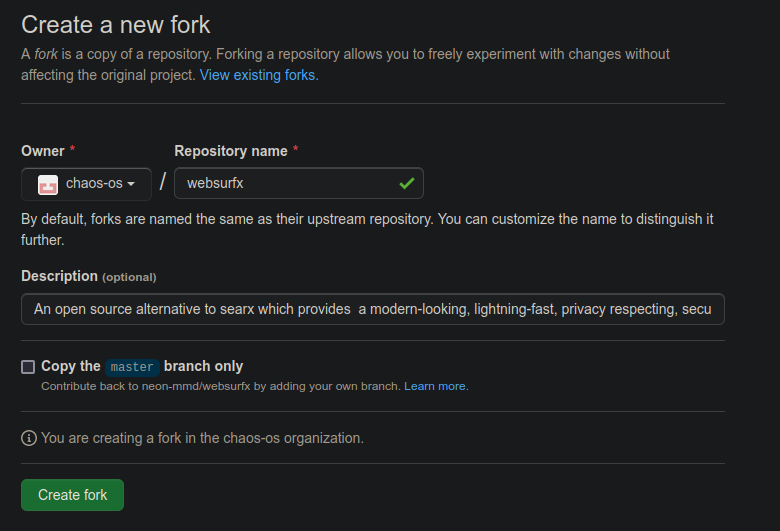 Create a new fork
A fork is a copy of a repository. Forking a repository allows you to freely experiment with changes without
affecting the original project. View existing forks.
Owner * Repository name *
chaos-os / websurfx
By default, forks are named the same as their upstream repository. You can customize the name to distinguish it
further.
Description (optional)
An open source alternative to searx which provides  a modern-looking, lightning-fast, privacy respecting, secu
Copy the master branch only
Contribute back to neon-mmd/websurfx by adding your own branch. Learn more.
You are creating a fork in the chaos-os organization.
Create fork